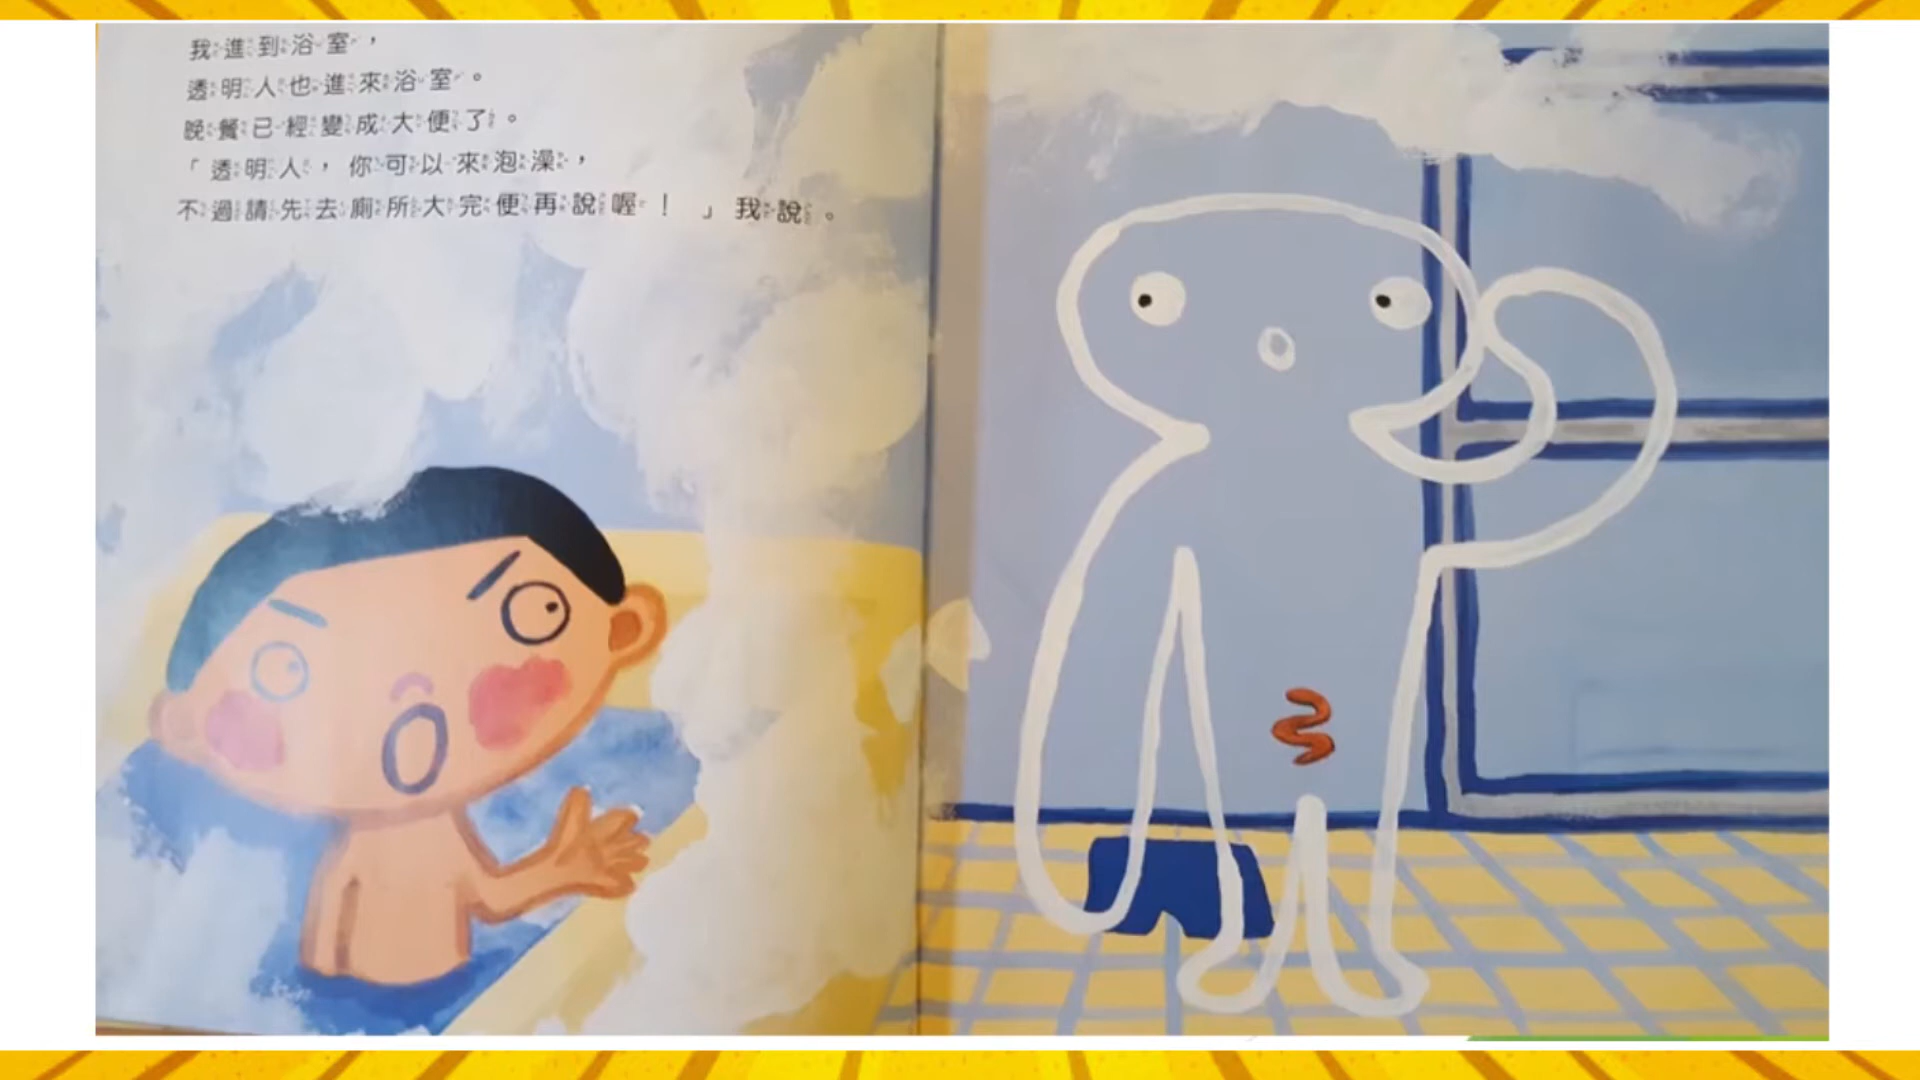 我進到浴室，
透明人也進來浴室。
晚餐已經變成大便了。
「透明人，你可以來泡澡，
不過請先去廁所大完便再說喔！」我說。